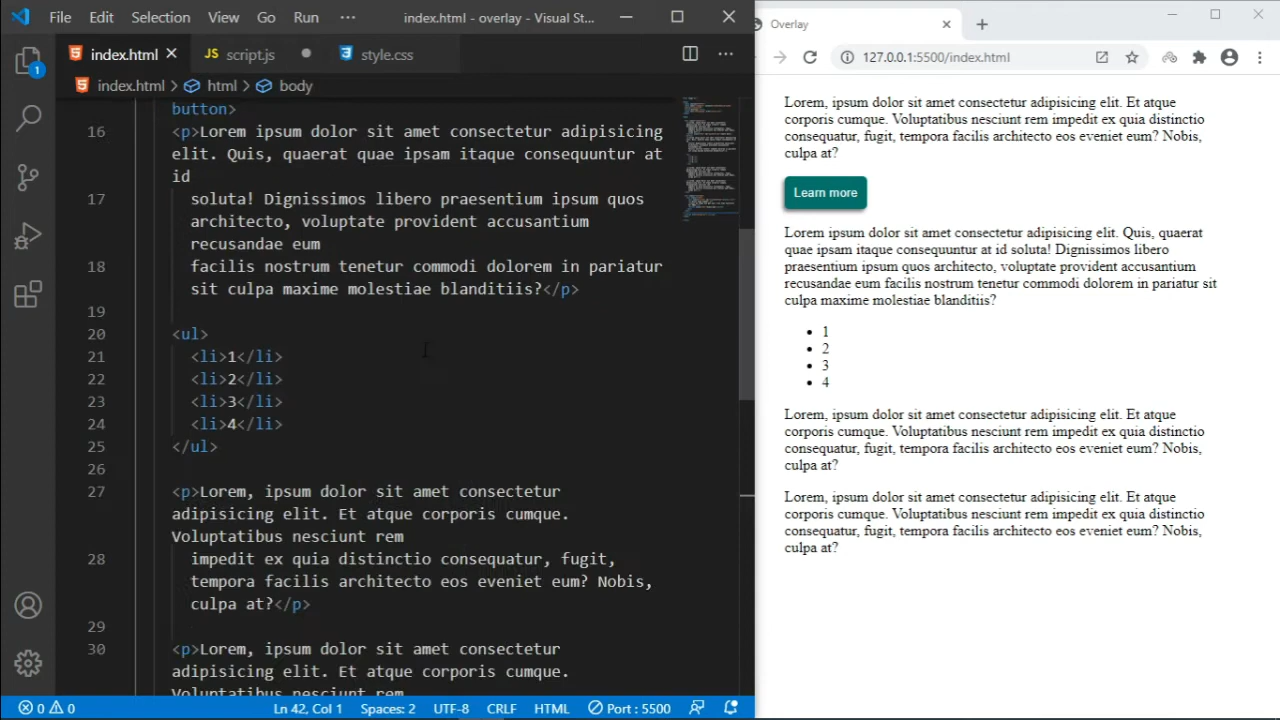 File Edit Selection View Go Run ··· index.html - overlay - Visual St...
1
index.html JS script.js style.css
index.html > html > body
button>
16 <p>Lorem ipsum dolor sit amet consectetur adipisicing
elit. Quis, quaerat quae ipsam itaque consequuntur at
id
17 soluta! Dignissimos libero praesentium ipsum quos
architecto, voluptate provident accusantium
recusandae eum
18 facilis nostrum tenetur commodi dolorem in pariatur
sit culpa maxime molestiae blanditiis?</p>
19
20 <ul>
21 <li>1</li>
22 <li>2</li>
23 <li>3</li>
24 <li>4</li>
25 </ul>
26
27 <p>Lorem, ipsum dolor sit amet consectetur
adipisicing elit. Et atque corporis cumque.
Voluptatibus nesciunt rem
28 impedit ex quia distinctio consequatur, fugit,
tempora facilis architecto eos eveniet eum? Nobis,
culpa at?</p>
29
30 <p>Lorem, ipsum dolor sit amet consectetur
adipisicing elit. Et atque corporis cumque.
Voluptatibus nesciunt rem
0 0 Ln 42, Col 1 Spaces: 2 UTF-8 CRLF HTML Port : 5500
Overlay
127.0.0.1:5500/index.html
Lorem, ipsum dolor sit amet consectetur adipisicing elit. Et atque
corporis cumque. Voluptatibus nesciunt rem impedit ex quia distinctio
consequatur, fugit, tempora facilis architecto eos eveniet eum? Nobis,
culpa at?
Learn more
Lorem ipsum dolor sit amet consectetur adipisicing elit. Quis, quaerat
quae ipsam itaque consequuntur at id soluta! Dignissimos libero
praesentium ipsum quos architecto, voluptate provident accusantium
recusandae eum facilis nostrum tenetur commodi dolorem in pariatur sit
culpa maxime molestiae blanditiis?
• 1
• 2
• 3
• 4
Lorem, ipsum dolor sit amet consectetur adipisicing elit. Et atque
corporis cumque. Voluptatibus nesciunt rem impedit ex quia distinctio
consequatur, fugit, tempora facilis architecto eos eveniet eum? Nobis,
culpa at?
Lorem, ipsum dolor sit amet consectetur adipisicing elit. Et atque
corporis cumque. Voluptatibus nesciunt rem impedit ex quia distinctio
consequatur, fugit, tempora facilis architecto eos eveniet eum? Nobis,
culpa at?